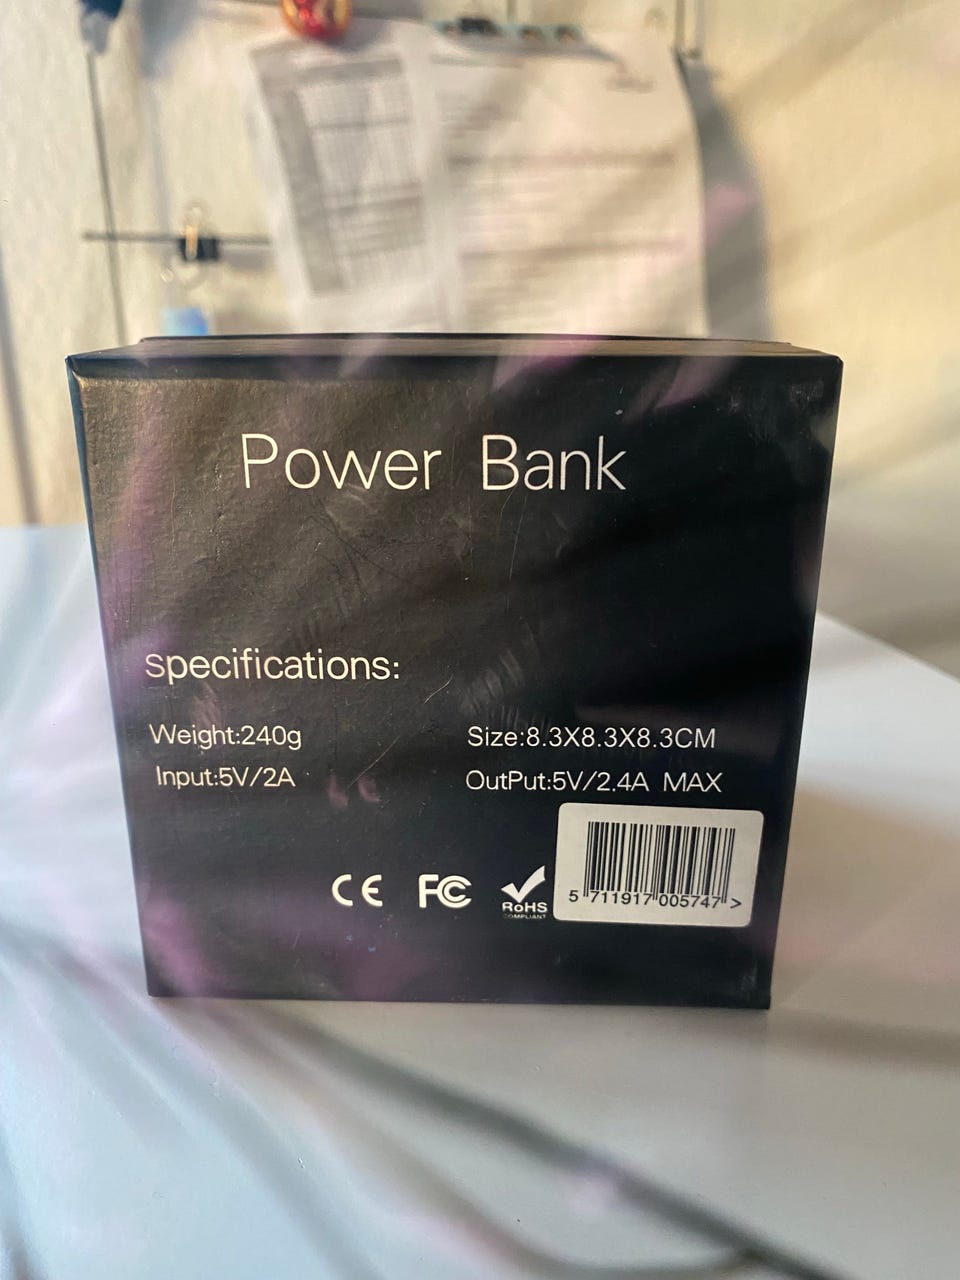 Power Bank
specifications:
Weight:240g
Size:8.3X8.3X8.3CM
Input:5V/2A
OutPut:5V/2.4A MAX
CE
FC
RoHS
COMPLIANT
5 711917 005747 >